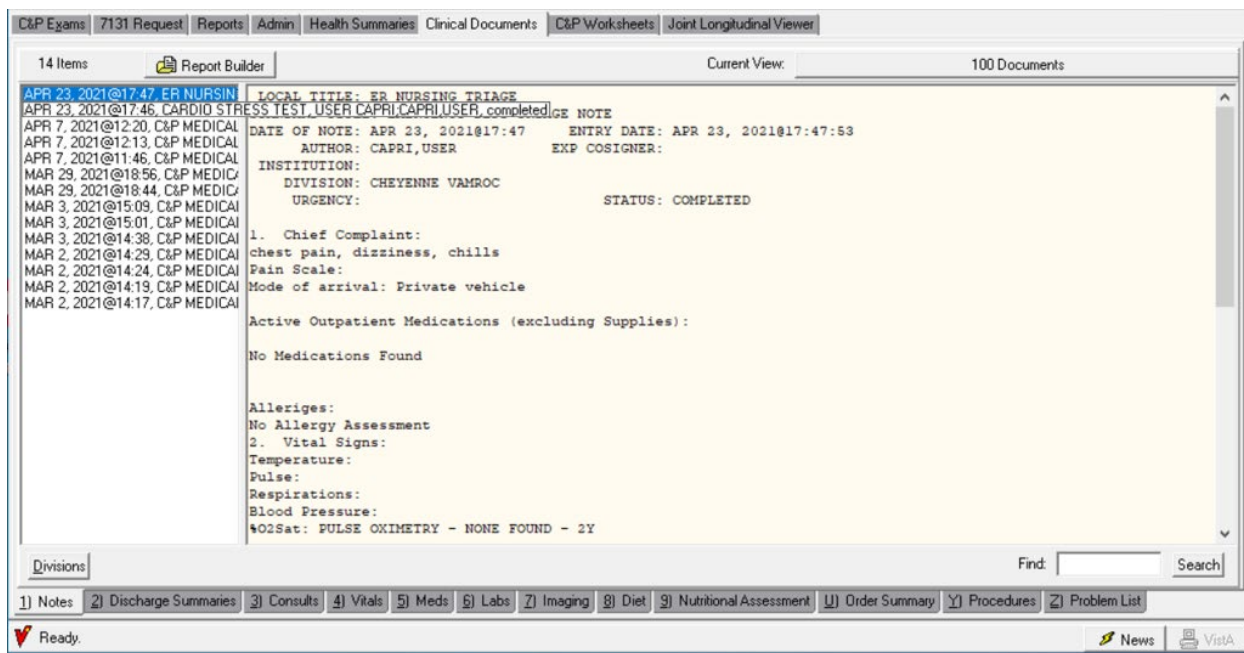 C&P Exams 7131 Request Reports Admin Health Summaries Clinical Documents C&P Worksheets Joint Longitudinal Viewer
14 Items Report Builder Current View: 100 Documents
APR 23, 2021@17:47, ER NURSIN
APR 23, 2021@17:46, CARDIO STRESS TEST, USER CAPRI;CAPRI,USER, completed
APR 7, 2021@12:20, C&P MEDICAL
APR 7, 2021@12:13, C&P MEDICAL
APR 7, 2021@11:46, C&P MEDICAL
MAR 29, 2021@18:56, C&P MEDICA
MAR 29, 2021@18:44, C&P MEDICA
MAR 3, 2021@15:09, C&P MEDICAL
MAR 3, 2021@15:01, C&P MEDICAL
MAR 3, 2021@14:38, C&P MEDICAL
MAR 2, 2021@14:29, C&P MEDICAL
MAR 2, 2021@14:24, C&P MEDICAL
MAR 2, 2021@14:19, C&P MEDICAL
MAR 2, 2021@14:17, C&P MEDICAL
LOCAL TITLE: ER NURSING TRIAGE
GE NOTE
DATE OF NOTE: APR 23, 2021@17:47 ENTRY DATE: APR 23, 2021@17:47:53
AUTHOR: CAPRI,USER EXP COSIGNER:
INSTITUTION:
DIVISION: CHEYENNE VAMROC
URGENCY: STATUS: COMPLETED
1. Chief Complaint:
chest pain, dizziness, chills
Pain Scale:
Mode of arrival: Private vehicle
Active Outpatient Medications (excluding Supplies):
No Medications Found
Alleriges:
No Allergy Assessment
2. Vital Signs:
Temperature:
Pulse:
Respirations:
Blood Pressure:
%O2Sat: PULSE OXIMETRY - NONE FOUND - 2Y
Divisions Find: Search
1) Notes 2) Discharge Summaries 3) Consults 4) Vitals 5) Meds 6) Labs 7) Imaging 8) Diet 9) Nutritional Assessment U) Order Summary Y) Procedures Z) Problem List
Ready. News VistA